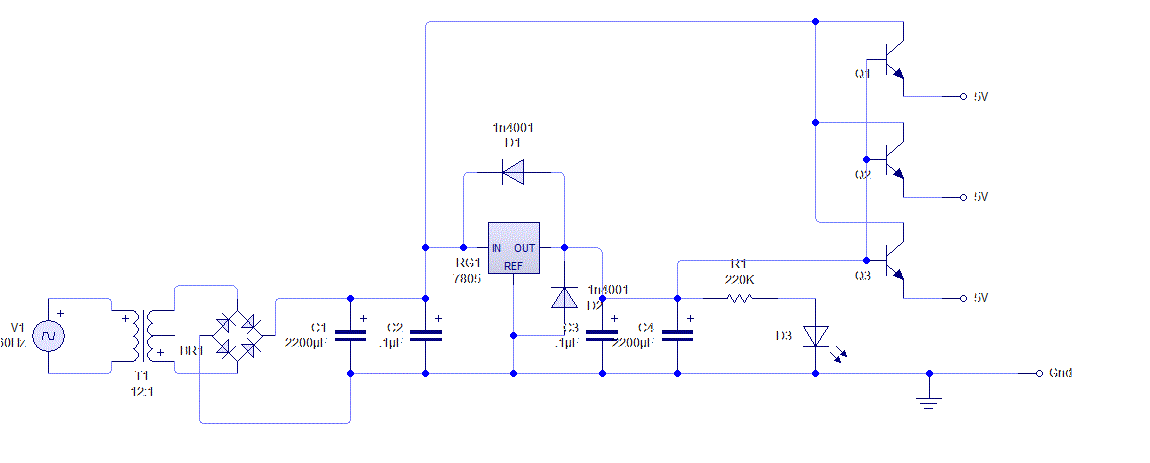 Q1
5V
1n4001
D1
Q2
5V
IN OUT
REF
RG1
7805
Q3
R1
220K
1n4001
D2
5V
V1
60Hz
BR1
C1
2200µF
C2
.1µF
C3
.1µF
C4
2200µF
D3
T1
12:1
Gnd